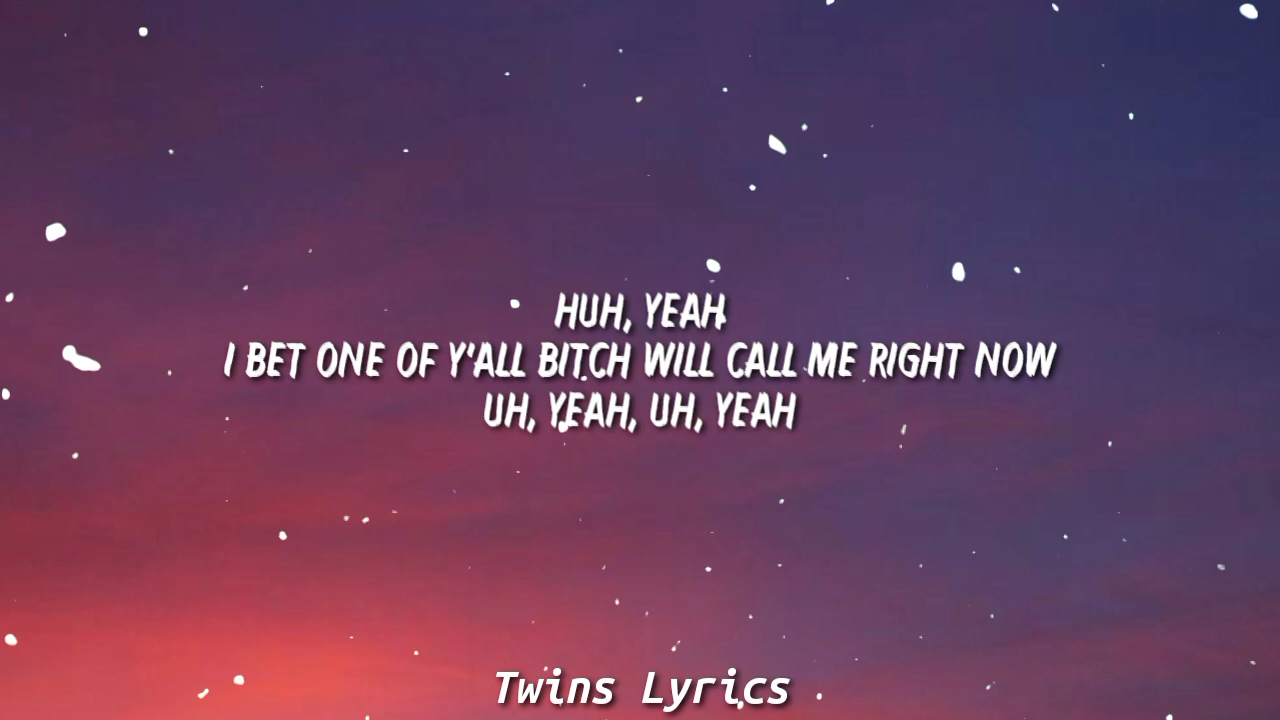 HUH, YEAH
I BET ONE OF Y'ALL BITCH WILL CALL ME RIGHT NOW
UH, YEAH, UH, YEAH
Twins Lyrics